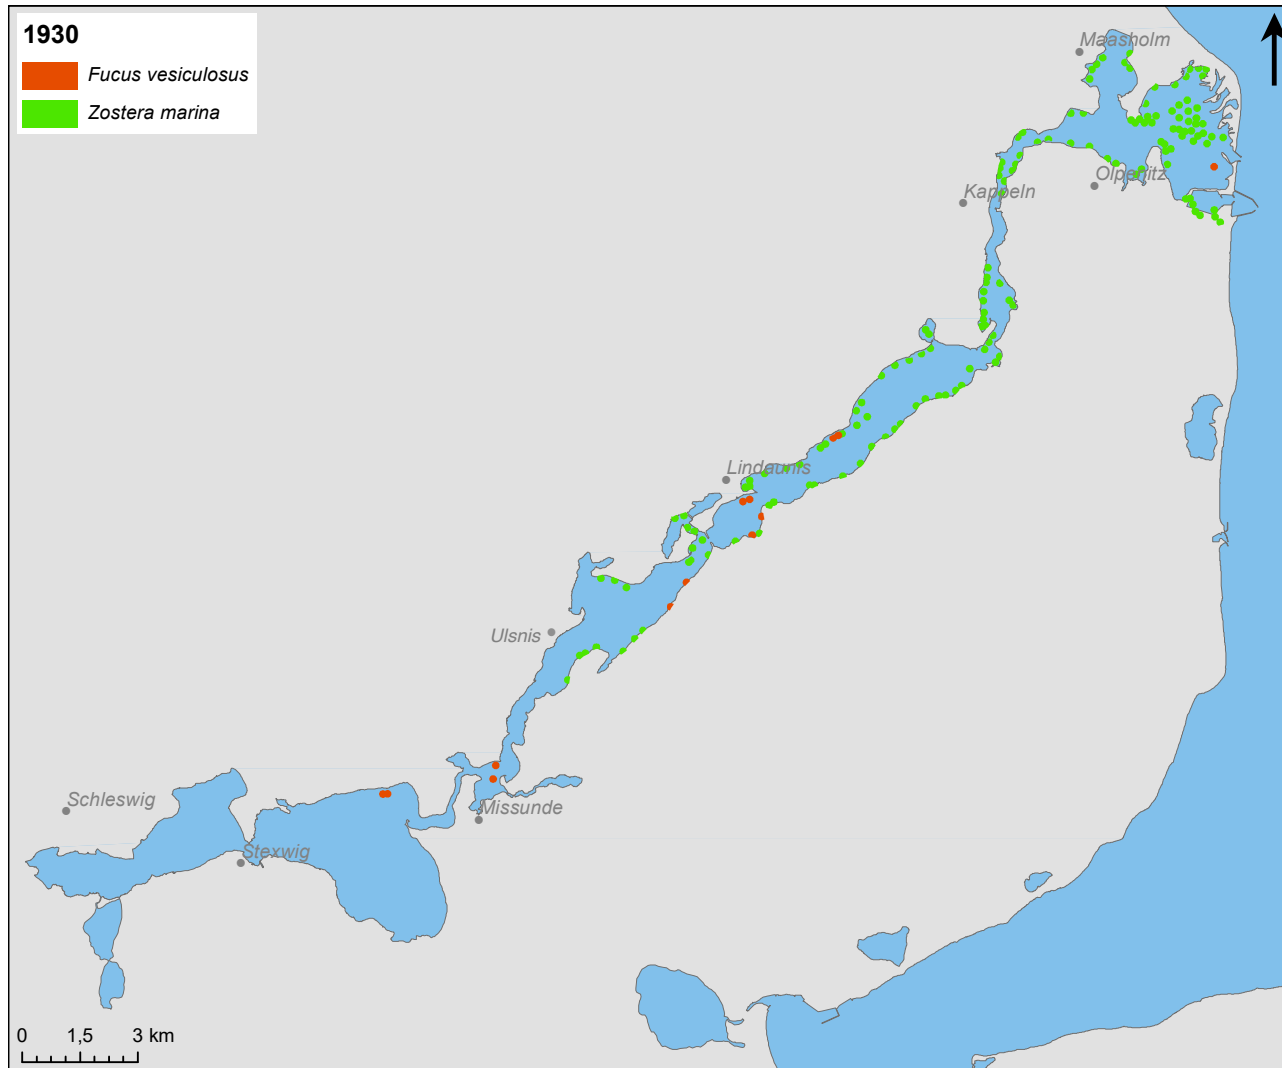 1930
Fucus vesiculosus
Zostera marina
Maasholm
Olpenitz
Kappeln
Lindaunis
Ulsnis
Missunde
Schleswig
Stexwig
0 1,5 3 km